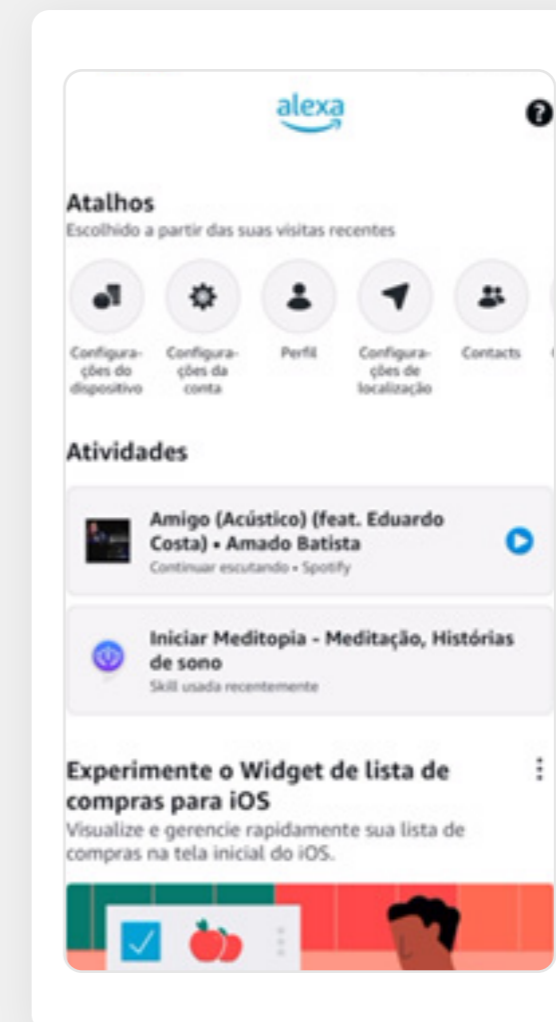 alexa
?
Atalhos
Escolhido a partir das suas visitas recentes
Configura-
ções do
dispositivo
Configura-
ções da
conta
Perfil
Configura-
ções de
localização
Contacts
Atividades
Amigo (Acústico) (feat. Eduardo
Costa) • Amado Batista
Continuar escutando • Spotify
Iniciar Meditopia - Meditação, Histórias
de sono
Skill usada recentemente
Experimente o Widget de lista de
compras para iOS
Visualize e gerencie rapidamente sua lista de
compras na tela inicial do iOS.